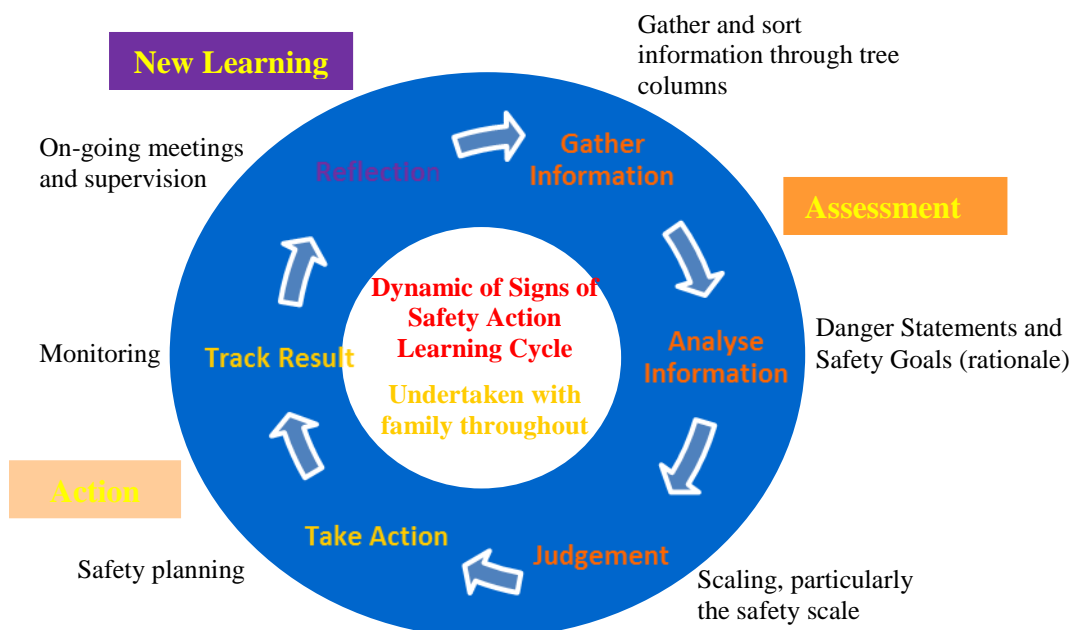 New Learning
Gather and sort
information through tree
columns
On-going meetings
and supervision
Reflection
Gather
Information
Assessment
Dynamic of Signs of
Safety Action
Learning Cycle
Undertaken with
family throughout
Monitoring
Track Result
Analyse
Information
Danger Statements and
Safety Goals (rationale)
Action
Take Action
Judgement
Safety planning
Scaling, particularly
the safety scale